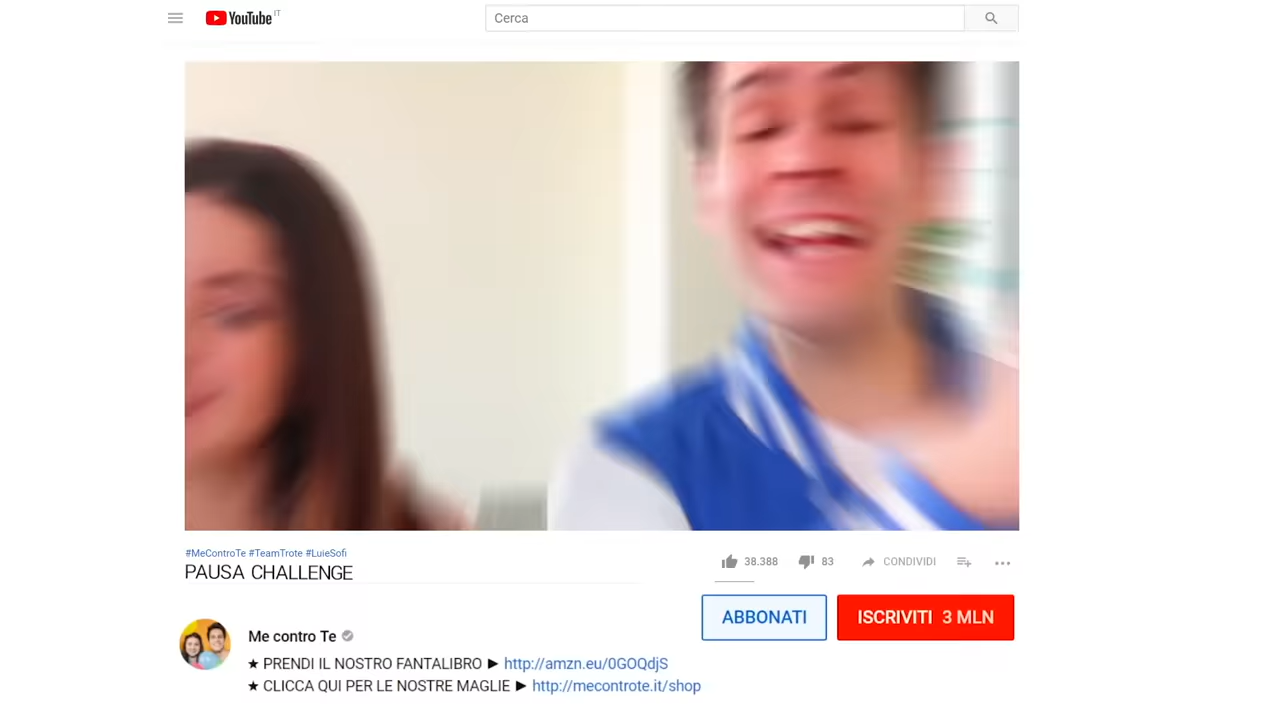 YouTube IT
Cerca
#MeControTe #TeamTrote #LuieSofi
PAUSA CHALLENGE
38.388 83 CONDIVIDI
ABBONATI ISCRIVITI 3 MLN
Me contro Te
★ PRENDI IL NOSTRO FANTALIBRO ► http://amzn.eu/0GOQdjS
★ CLICCA QUI PER LE NOSTRE MAGLIE ► http://mecontrote.it/shop